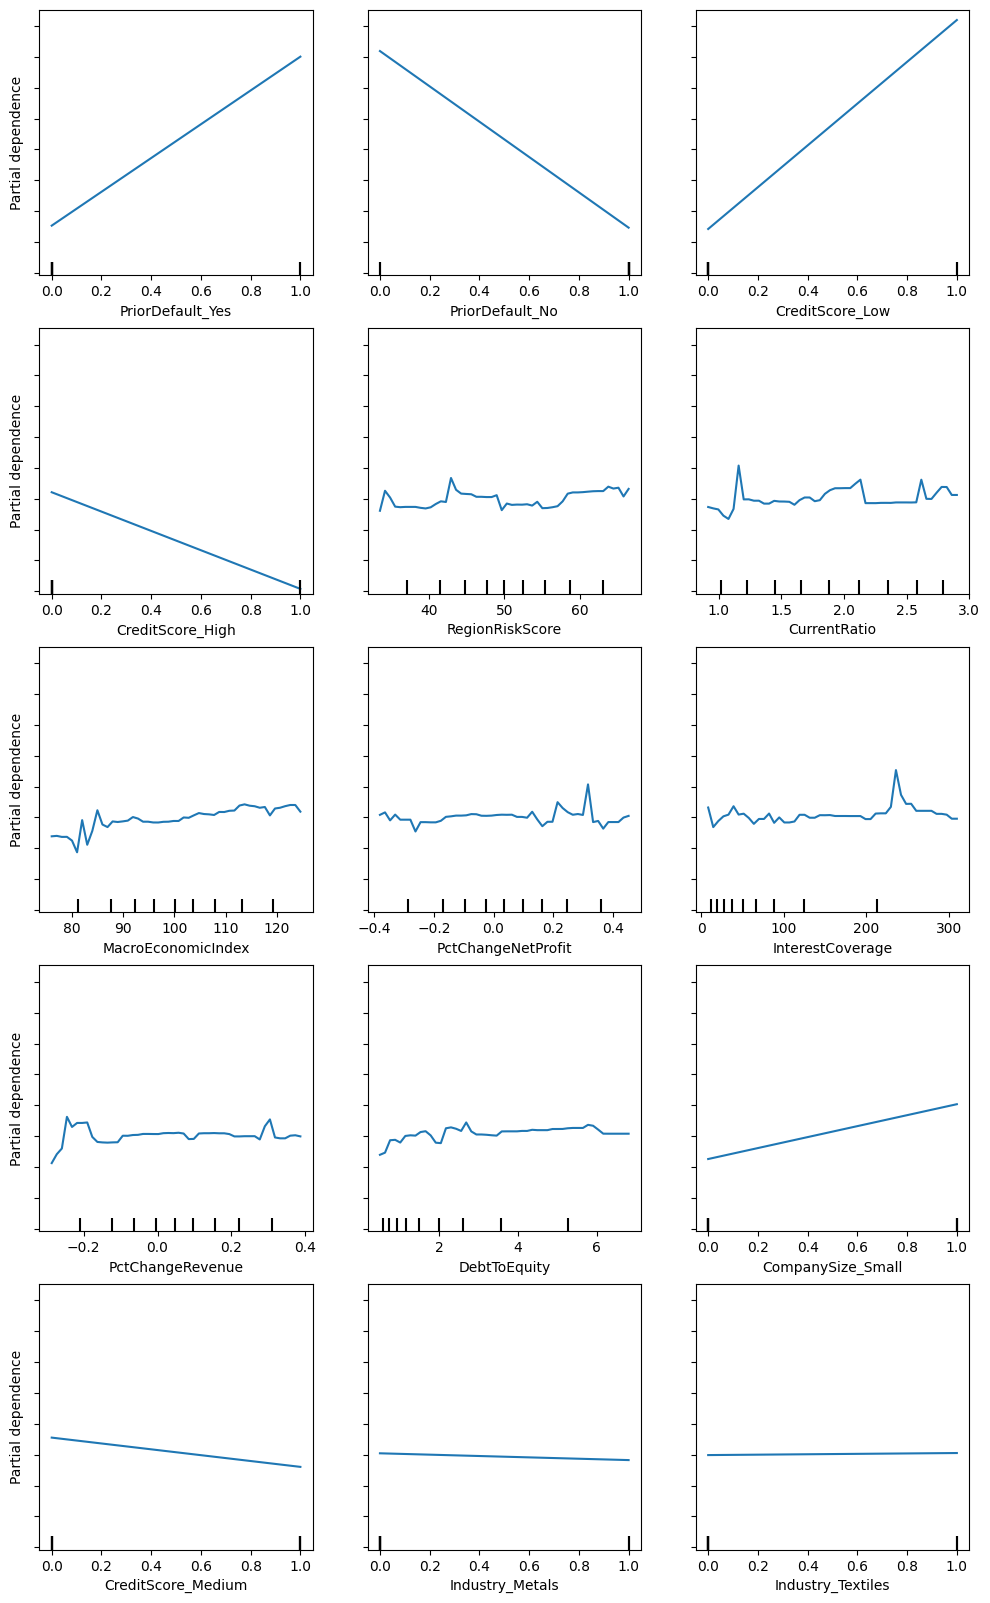 Partial dependence
0.0 0.2 0.4 0.6 0.8 1.0
PriorDefault_Yes
0.0 0.2 0.4 0.6 0.8 1.0
PriorDefault_No
0.0 0.2 0.4 0.6 0.8 1.0
CreditScore_Low
Partial dependence
0.0 0.2 0.4 0.6 0.8 1.0
CreditScore_High
40 50 60
RegionRiskScore
1.0 1.5 2.0 2.5 3.0
CurrentRatio
Partial dependence
80 90 100 110 120
MacroEconomicIndex
−0.4 −0.2 0.0 0.2 0.4
PctChangeNetProfit
0 100 200 300
InterestCoverage
Partial dependence
−0.2 0.0 0.2 0.4
PctChangeRevenue
2 4 6
DebtToEquity
0.0 0.2 0.4 0.6 0.8 1.0
CompanySize_Small
Partial dependence
0.0 0.2 0.4 0.6 0.8 1.0
CreditScore_Medium
0.0 0.2 0.4 0.6 0.8 1.0
Industry_Metals
0.0 0.2 0.4 0.6 0.8 1.0
Industry_Textiles